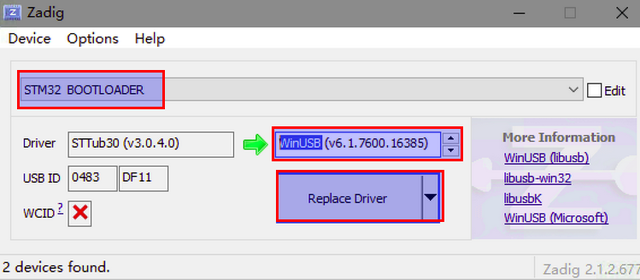 Zadig
Device Options Help
STM32 BOOTLOADER
Edit
Driver STTub30 (v3.0.4.0) WinUSB (v6.1.7600.16385)
More Information
WinUSB (libusb)
USB ID 0483 DF11
libusb-win32
Replace Driver
libusbK
WCID ?
WinUSB (Microsoft)
2 devices found.
Zadig 2.1.2.677